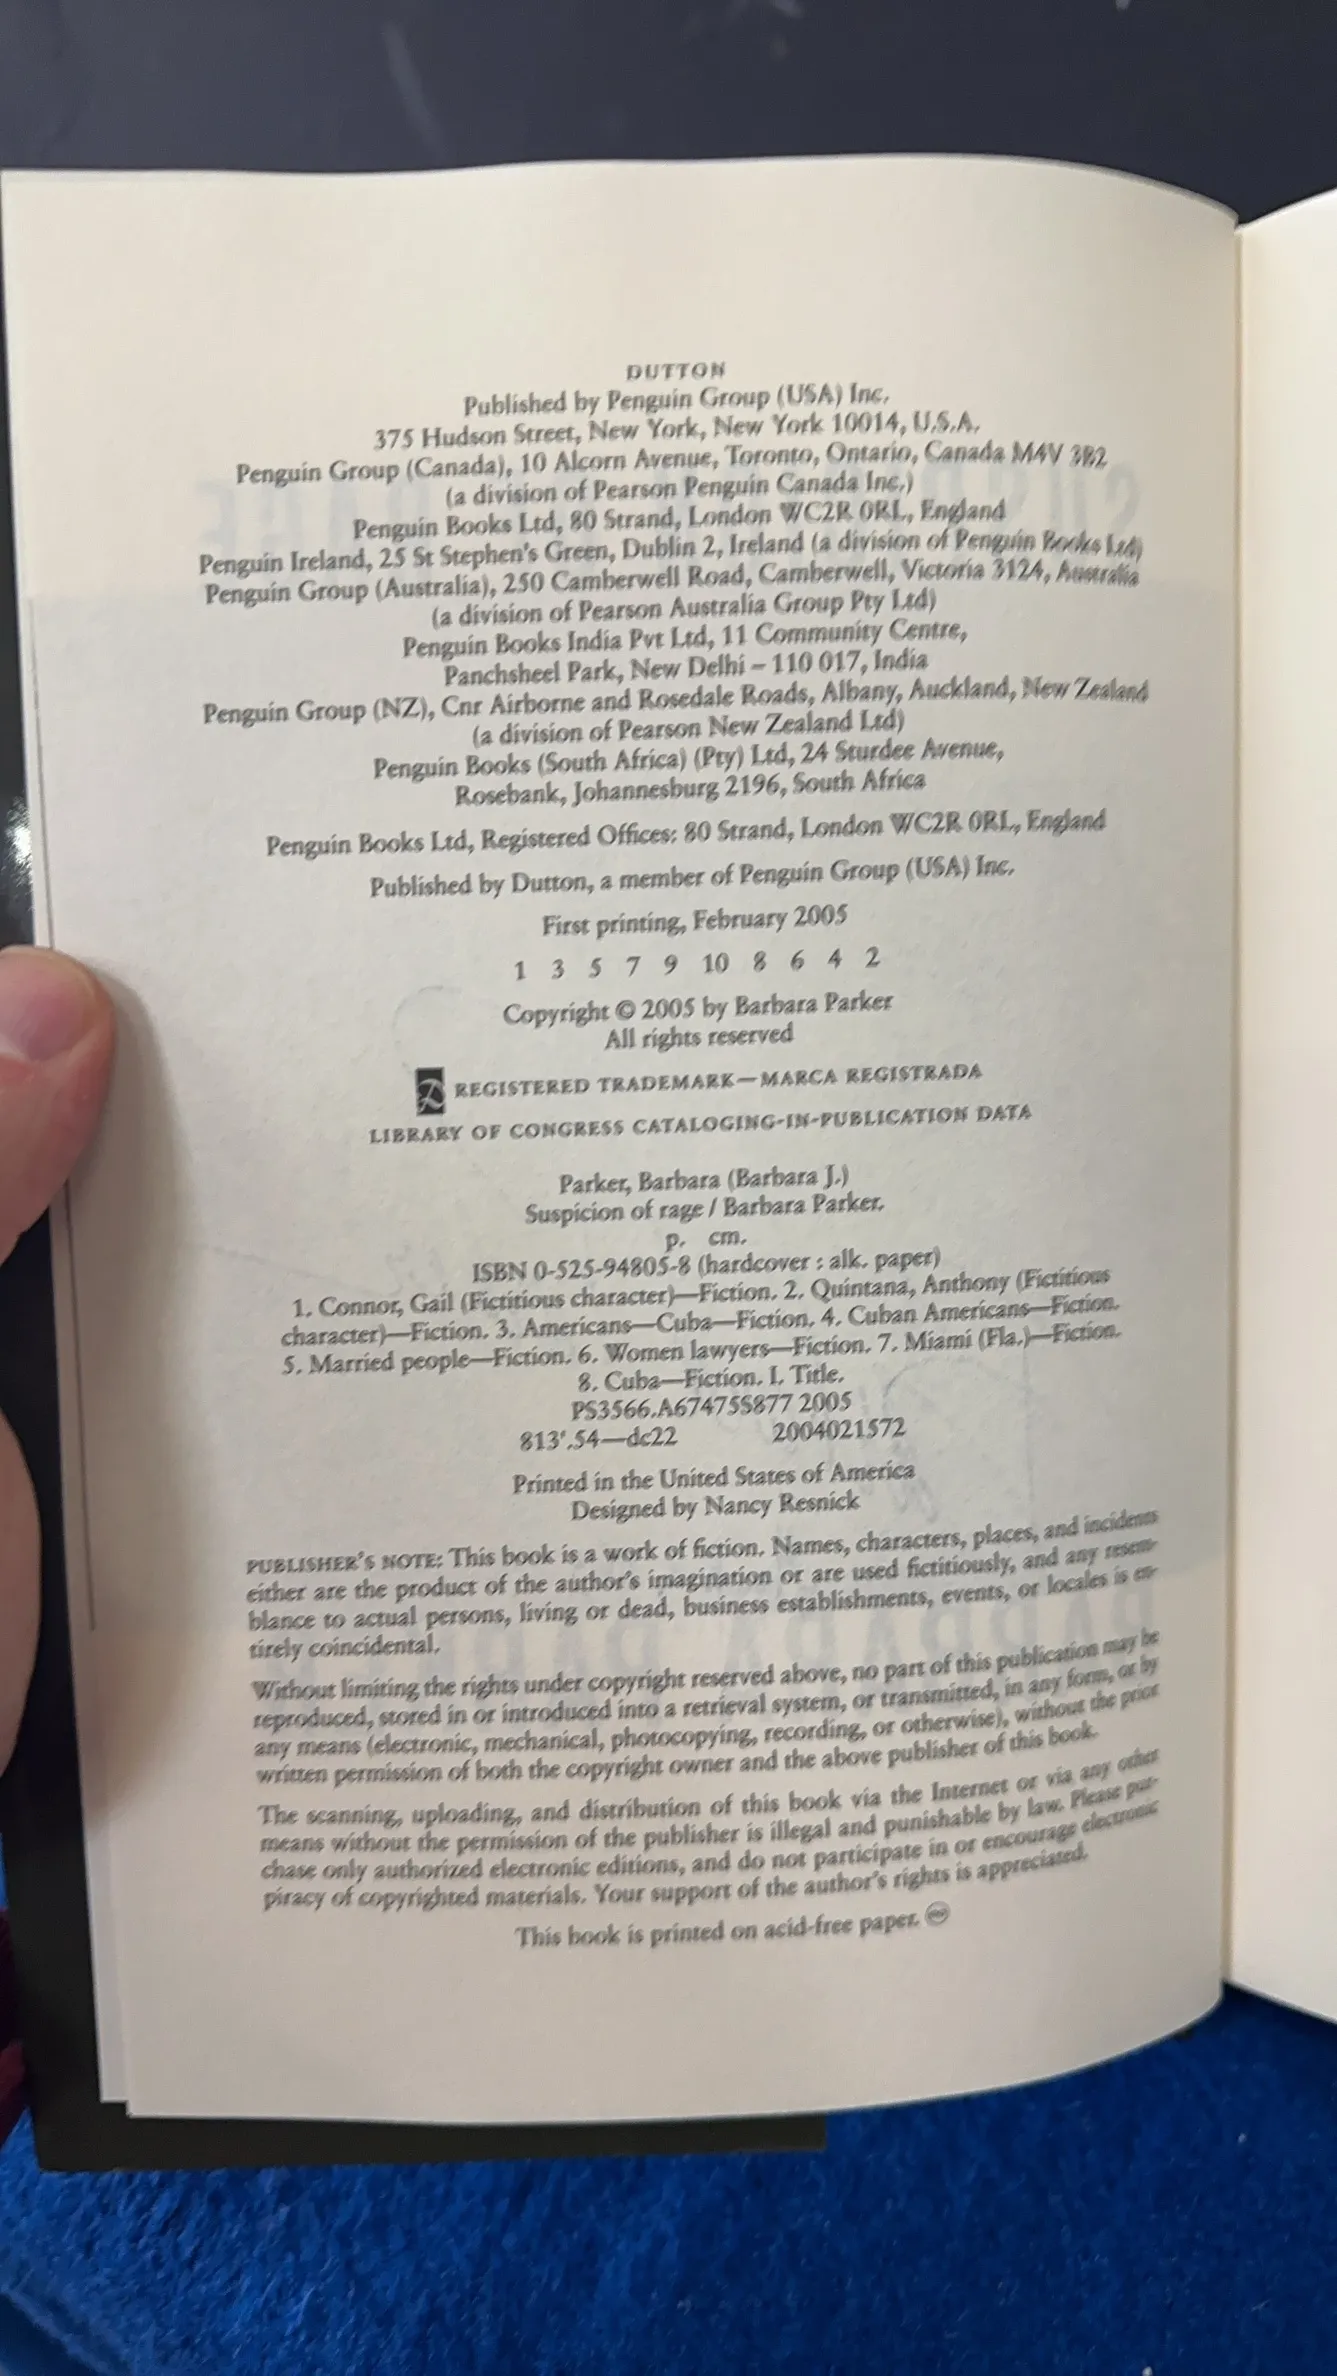 DUTTON
Published by Penguin Group (USA) Inc.
375 Hudson Street, New York, New York 10014, U.S.A.
Penguin Group (Canada), 10 Alcorn Avenue, Toronto, Ontario, Canada M4V 3B2
(a division of Pearson Penguin Canada Inc.)
Penguin Books Ltd, 80 Strand, London WC2R 0RL, England
Penguin Ireland, 25 St Stephen's Green, Dublin 2, Ireland (a division of Penguin Books Ltd)
Penguin Group (Australia), 250 Camberwell Road, Camberwell, Victoria 3124, Australia
(a division of Pearson Australia Group Pty Ltd)
Penguin Books India Pvt Ltd, 11 Community Centre,
Panchsheel Park, New Delhi – 110 017, India
Penguin Group (NZ), Cnr Airborne and Rosedale Roads, Albany, Auckland, New Zealand
(a division of Pearson New Zealand Ltd)
Penguin Books (South Africa) (Pty) Ltd, 24 Sturdee Avenue,
Rosebank, Johannesburg 2196, South Africa
Penguin Books Ltd, Registered Offices: 80 Strand, London WC2R 0RL, England
Published by Dutton, a member of Penguin Group (USA) Inc.
First printing, February 2005
1 3 5 7 9 10 8 6 4 2
Copyright © 2005 by Barbara Parker
All rights reserved
REGISTERED TRADEMARK—MARCA REGISTRADA
LIBRARY OF CONGRESS CATALOGING-IN-PUBLICATION DATA
Parker, Barbara (Barbara J.)
Suspicion of rage / Barbara Parker.
p. cm.
ISBN 0-525-94805-8 (hardcover : alk. paper)
1. Connor, Gail (Fictitious character)—Fiction. 2. Quintana, Anthony (Fictitious
character)—Fiction. 3. Americans—Cuba—Fiction. 4. Cuban Americans—Fiction.
5. Married people—Fiction. 6. Women lawyers—Fiction. 7. Miami (Fla.)—Fiction.
8. Cuba—Fiction. I. Title.
PS3566.A67475S877 2005
813'.54—dc22 2004021572
Printed in the United States of America
Designed by Nancy Resnick
PUBLISHER'S NOTE: This book is a work of fiction. Names, characters, places, and incidents
either are the product of the author's imagination or are used fictitiously, and any resem-
blance to actual persons, living or dead, business establishments, events, or locales is en-
tirely coincidental.
Without limiting the rights under copyright reserved above, no part of this publication may be
reproduced, stored in or introduced into a retrieval system, or transmitted, in any form, or by
any means (electronic, mechanical, photocopying, recording, or otherwise), without the prior
written permission of both the copyright owner and the above publisher of this book.
The scanning, uploading, and distribution of this book via the Internet or via any other
means without the permission of the publisher is illegal and punishable by law. Please pur-
chase only authorized electronic editions, and do not participate in or encourage electronic
piracy of copyrighted materials. Your support of the author's rights is appreciated.
This book is printed on acid-free paper.